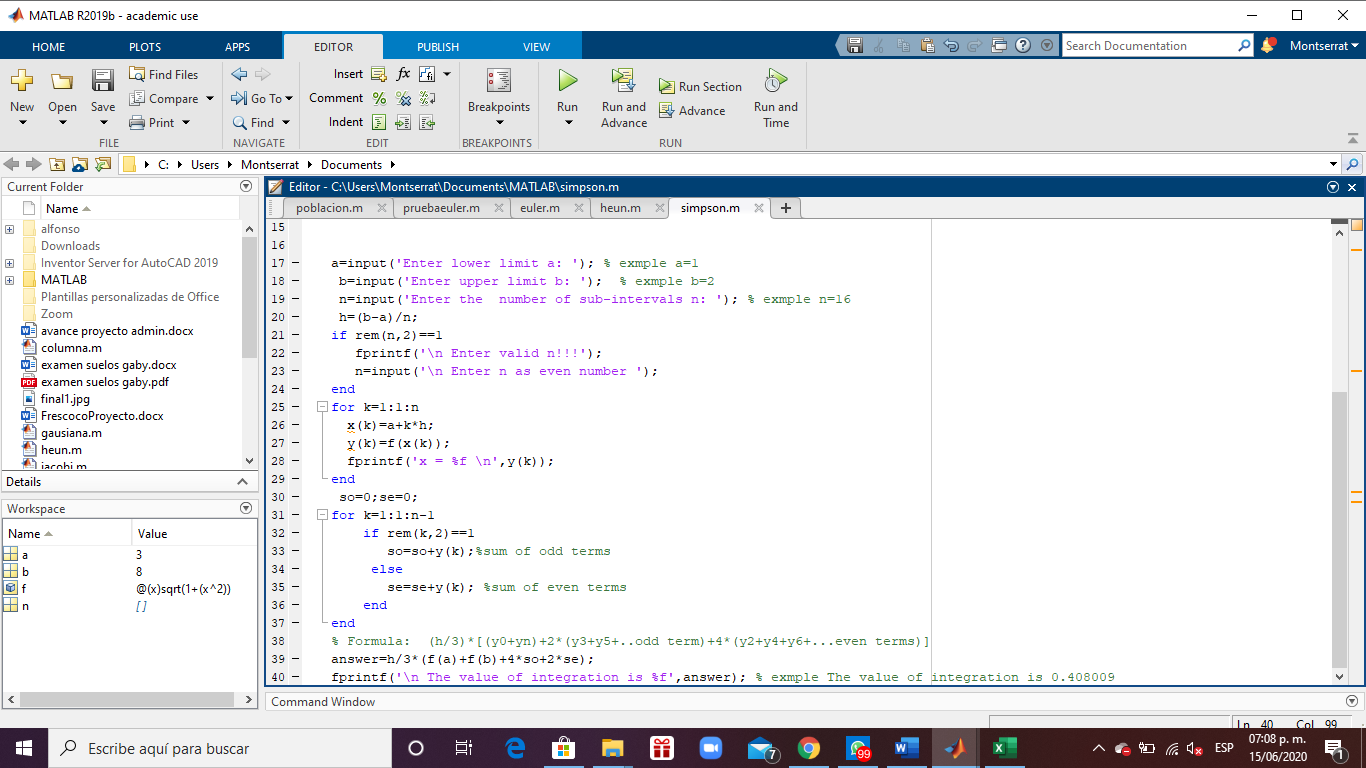 MATLAB R2019b - academic use
HOME PLOTS APPS EDITOR PUBLISH VIEW
Search Documentation
Montserrat
New
Open
Save
Find Files
Compare
Print
FILE
Go To
Find
NAVIGATE
Insert
fx
Comment
Indent
EDIT
Breakpoints
BREAKPOINTS
Run
Run and Advance
Run Section
Advance
Run and Time
RUN
C: Users Montserrat Documents
Current Folder
Name
alfonso
Downloads
Inventor Server for AutoCAD 2019
MATLAB
Plantillas personalizadas de Office
Zoom
avance proyecto admin.docx
columna.m
examen suelos gaby.docx
examen suelos gaby.pdf
final1.jpg
FrescocoProyecto.docx
gausiana.m
heun.m
jacobi.m
Details
Workspace
Name Value
a 3
b 8
f @(x)sqrt(1+(x^2))
n []
Editor - C:\Users\Montserrat\Documents\MATLAB\simpson.m
poblacion.m pruebaeuler.m euler.m heun.m simpson.m
15
16
17 a=input('Enter lower limit a: '); % exmple a=1
18 b=input('Enter upper limit b: ');  % exmple b=2
19 n=input('Enter the  number of sub-intervals n: '); % exmple n=16
20 h=(b-a)/n;
21 if rem(n,2)==1
22 fprintf('\n Enter valid n!!!');
23 n=input('\n Enter n as even number ');
24 end
25 for k=1:1:n
26 x(k)=a+k*h;
27 y(k)=f(x(k));
28 fprintf('x = %f \n',y(k));
29 end
30 so=0;se=0;
31 for k=1:1:n-1
32 if rem(k,2)==1
33 so=so+y(k);%sum of odd terms
34 else
35 se=se+y(k); %sum of even terms
36 end
37 end
38 % Formula:  (h/3)*[(y0+yn)+2*(y3+y5+..odd term)+4*(y2+y4+y6+...even terms)]
39 answer=h/3*(f(a)+f(b)+4*so+2*se);
40 fprintf('\n The value of integration is %f',answer); % exmple The value of integration is 0.408009
Command Window
Ln 40 Col 99
Escribe aquí para buscar
7
99
ESP
07:08 p. m.
15/06/2020
1